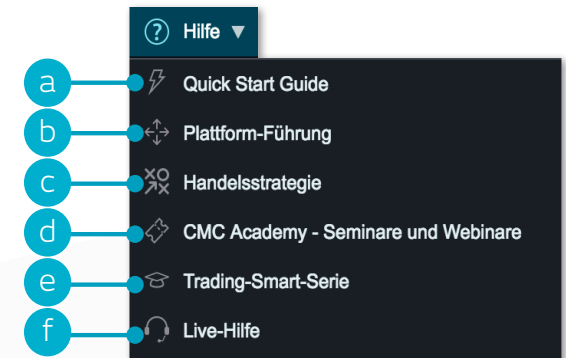 Hilfe
a Quick Start Guide
b Plattform-Führung
c Handelsstrategie
d CMC Academy - Seminare und Webinare
e Trading-Smart-Serie
f Live-Hilfe